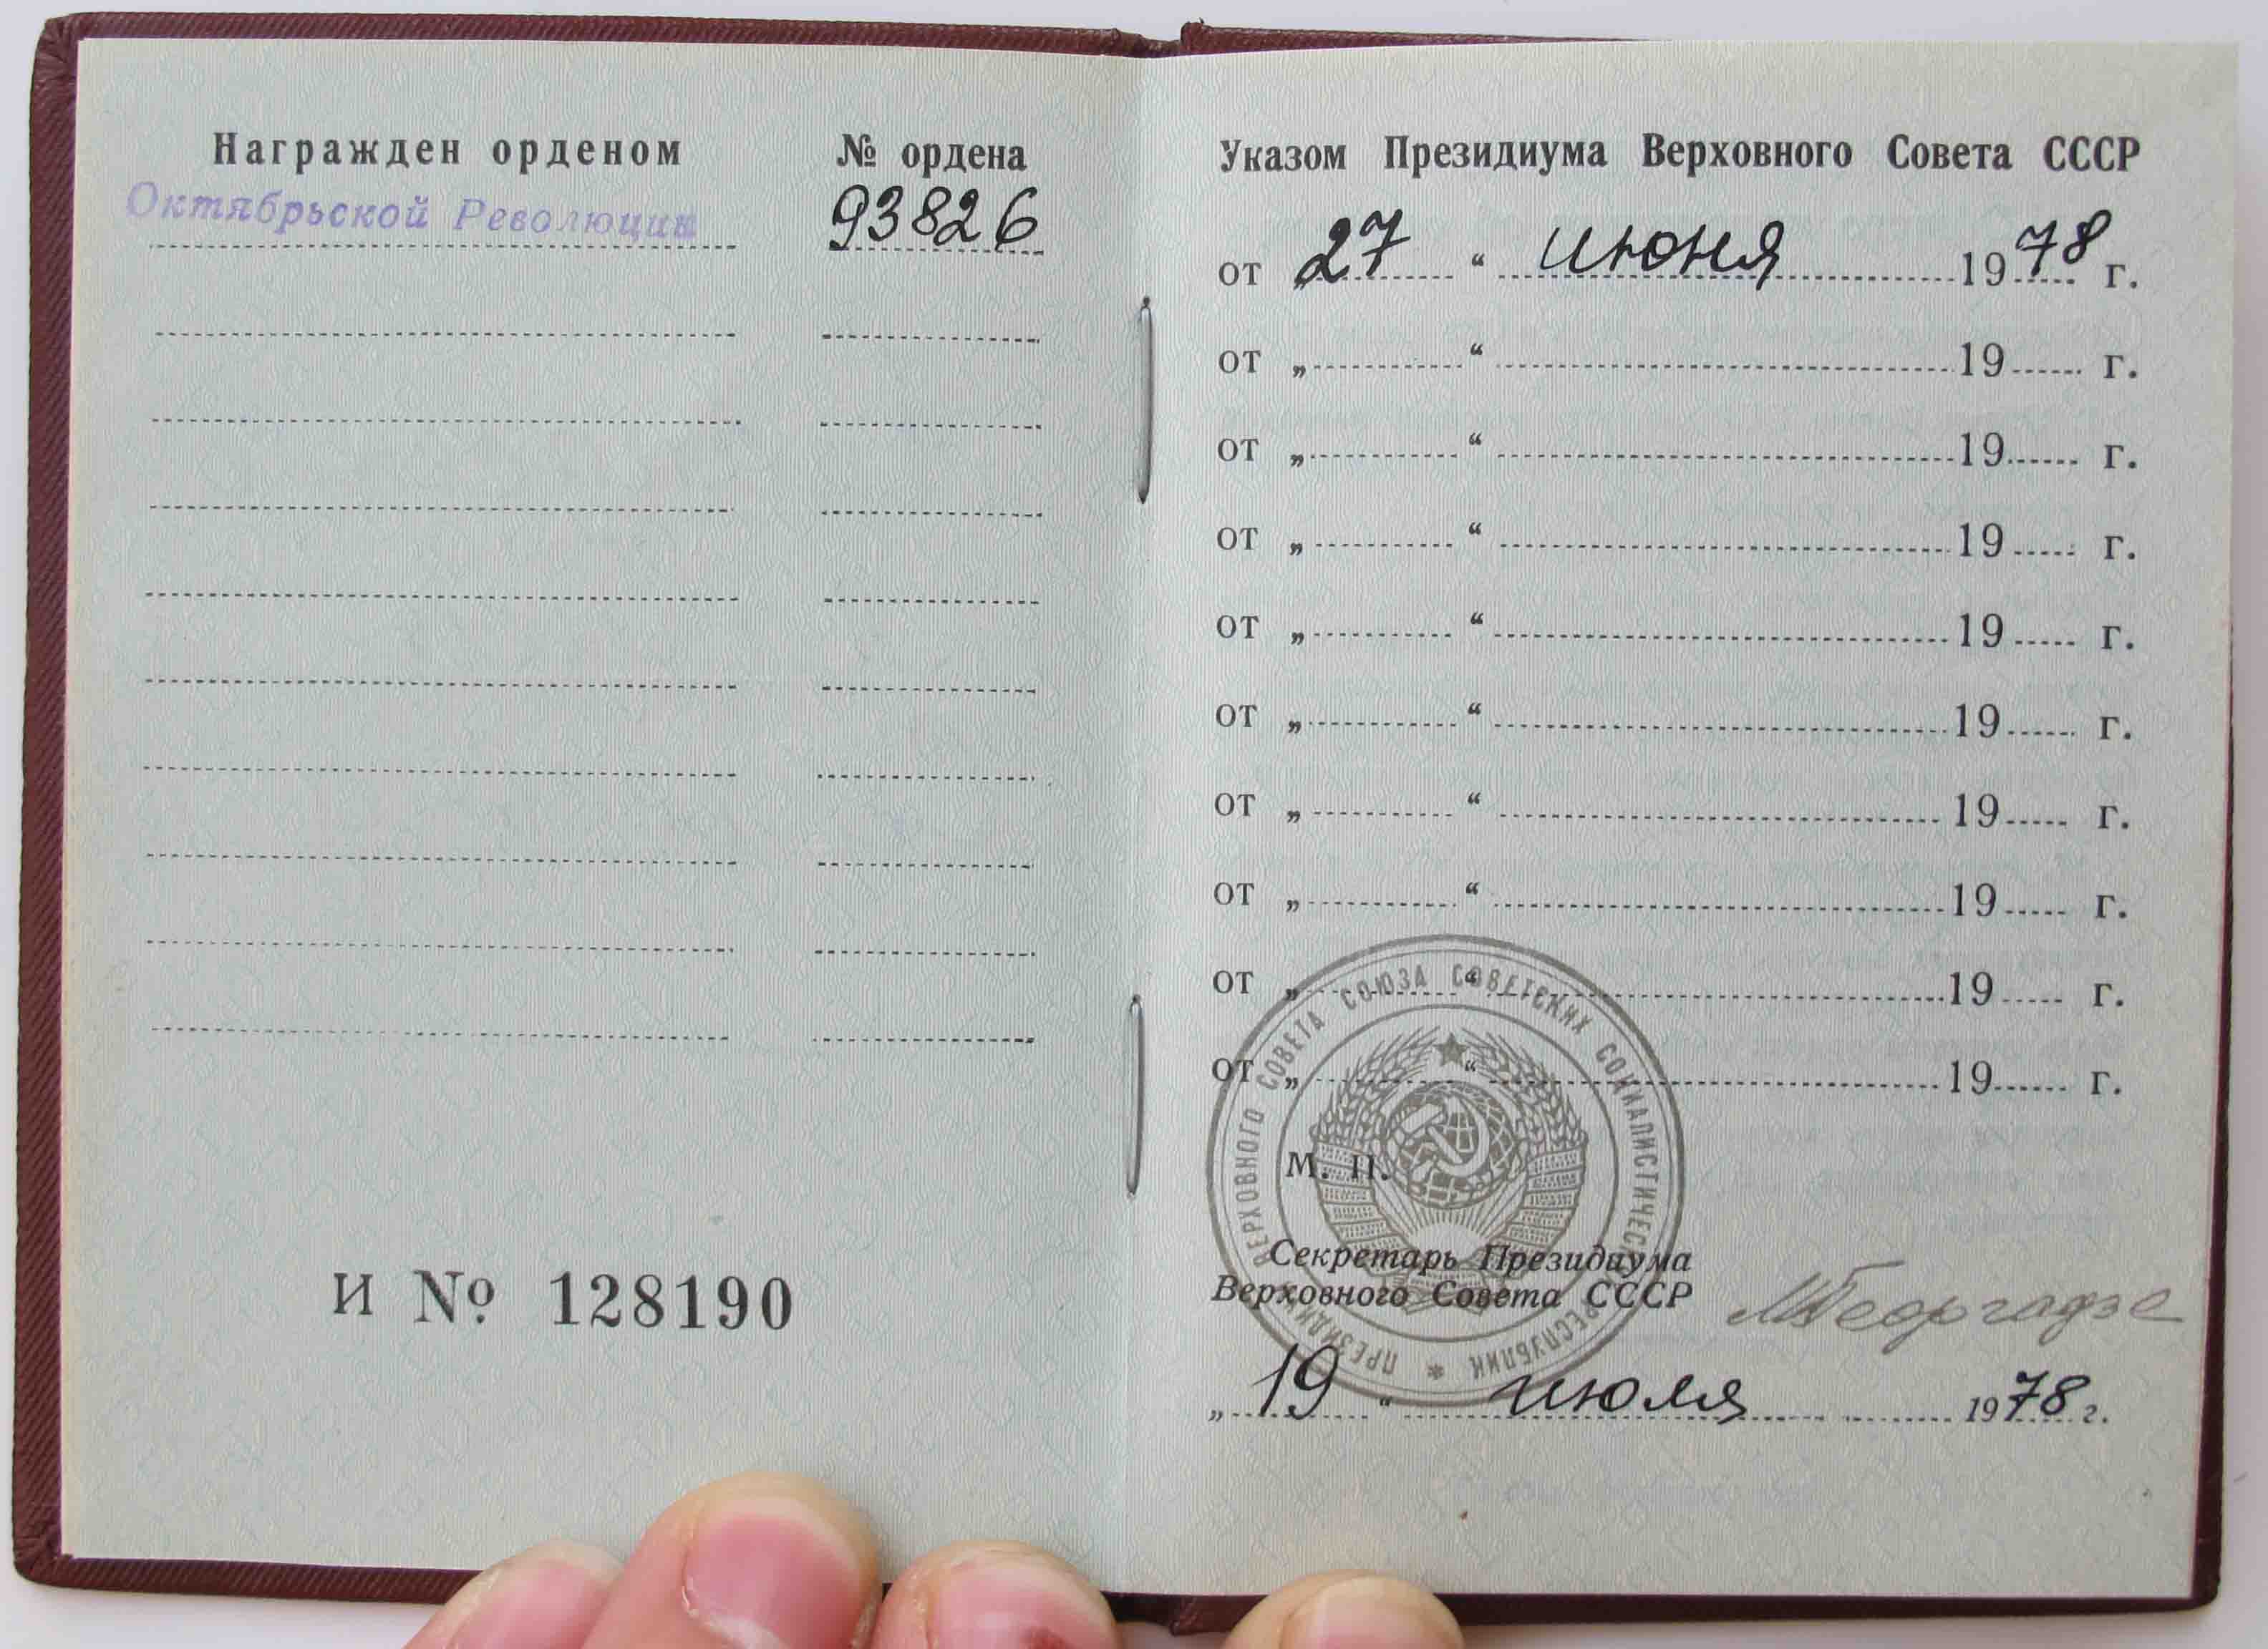 Награжден орденом
№ ордена
Октябрьской Революции
93826
И № 128190
Указом Президиума Верховного Совета СССР
от „27“ июня 1978 г.
от „ “ 19 г.
от „ “ 19 г.
от „ “ 19 г.
от „ “ 19 г.
от „ “ 19 г.
от „ “ 19 г.
от „ “ 19 г.
от „ “ 19 г.
от „ “ 19 г.
ПРЕЗИДИУМ ВЕРХОВНОГО СОВЕТА СОЮЗА СОВЕТСКИХ СОЦИАЛИСТИЧЕСКИХ РЕСПУБЛИК *
М. П.
Секретарь Президиума
Верховного Совета СССР
МГеоргадзе
„19“ июля 1978 г.